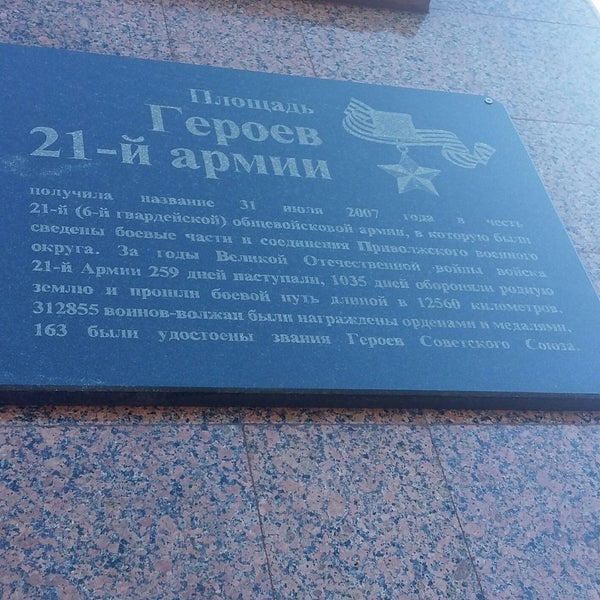 Площадь
Героев
21-й армии
получила название 31 июля 2007 года в честь
21-й (6-й гвардейской) общевойсковой армии, в которую были
сведены боевые части и соединения Приволжского военного
округа. За годы Великой Отечественной войны войска
21-й Армии 259 дней наступали, 1035 дней обороняли родную
землю и прошли боевой путь длиной в 12560 километров.
312855 воинов-волжан были награждены орденами и медалями,
163 были удостоены звания Героев Советского Союза.